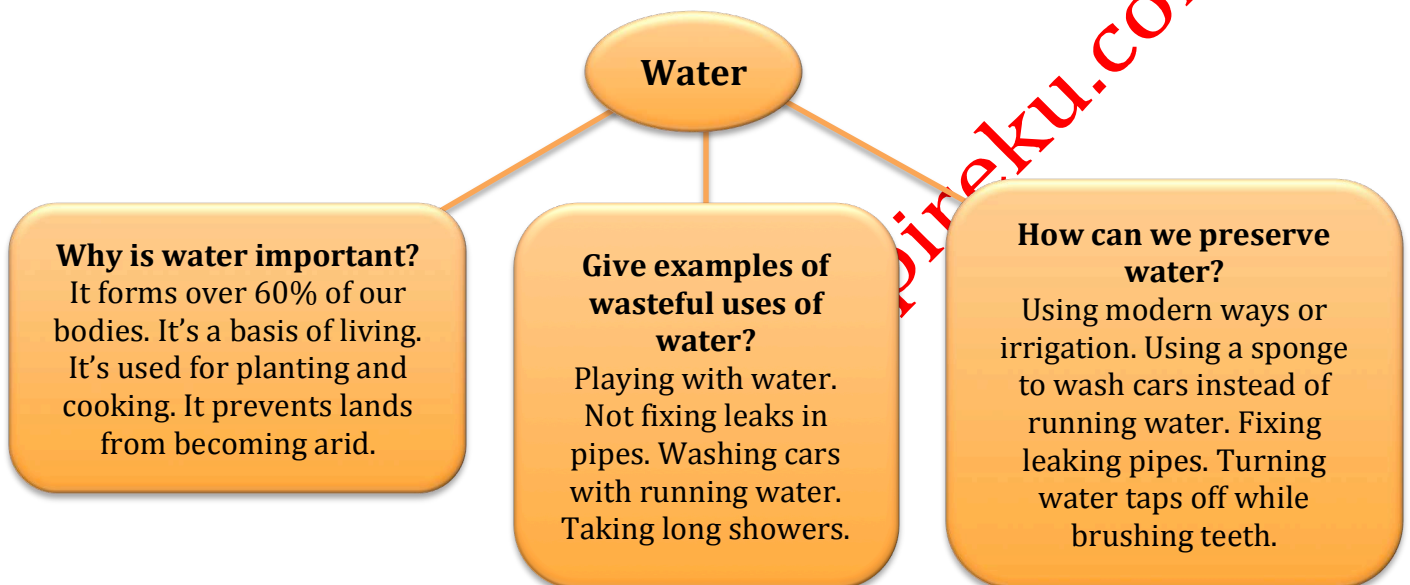 Water
Why is water important?
It forms over 60% of our
bodies. It’s a basis of living.
It’s used for planting and
cooking. It prevents lands
from becoming arid.
Give examples of
wasteful uses of
water?
Playing with water.
Not fixing leaks in
pipes. Washing cars
with running water.
Taking long showers.
How can we preserve
water?
Using modern ways or
irrigation. Using a sponge
to wash cars instead of
running water. Fixing
leaking pipes. Turning
water taps off while
brushing teeth.